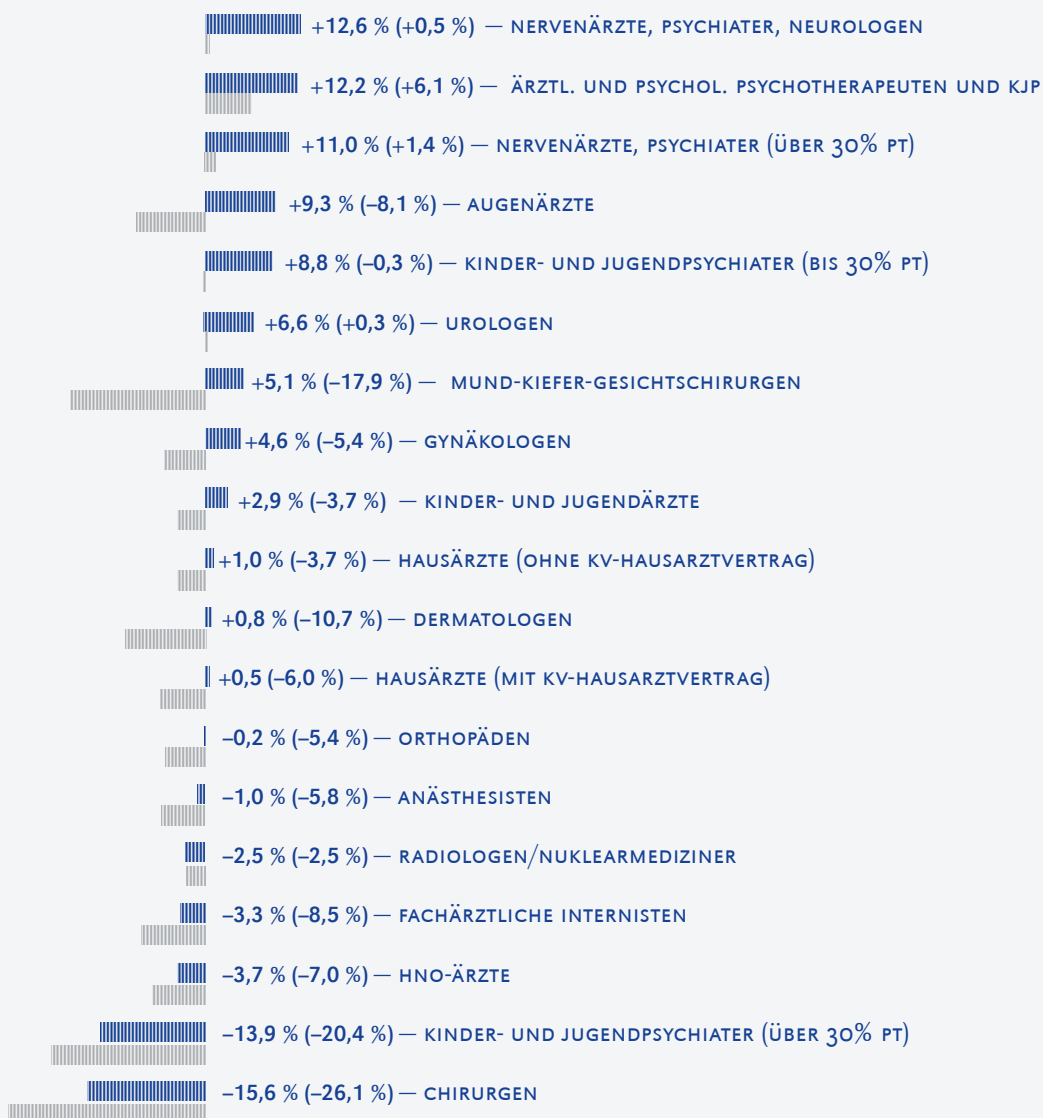 +12,6 % (+0,5 %) — NERVENÄRZTE, PSYCHIATER, NEUROLOGEN
+12,2 % (+6,1 %) — ÄRZTL. UND PSYCHOL. PSYCHOTHERAPEUTEN UND KJP
+11,0 % (+1,4 %) — NERVENÄRZTE, PSYCHIATER (ÜBER 30% PT)
+9,3 % (–8,1 %) — AUGENÄRZTE
+8,8 % (–0,3 %) — KINDER- UND JUGENDPSYCHIATER (BIS 30% PT)
+6,6 % (+0,3 %) — UROLOGEN
+5,1 % (–17,9 %) — MUND-KIEFER-GESICHTSCHIRURGEN
+4,6 % (–5,4 %) — GYNÄKOLOGEN
+2,9 % (–3,7 %) — KINDER- UND JUGENDÄRZTE
+1,0 % (–3,7 %) — HAUSÄRZTE (OHNE KV-HAUSARZTVERTRAG)
+0,8 % (–10,7 %) — DERMATOLOGEN
+0,5 (–6,0 %) — HAUSÄRZTE (MIT KV-HAUSARZTVERTRAG)
–0,2 % (–5,4 %) — ORTHOPÄDEN
–1,0 % (–5,8 %) — ANÄSTHESISTEN
–2,5 % (–2,5 %) — RADIOLOGEN/NUKLEARMEDIZINER
–3,3 % (–8,5 %) — FACHÄRZTLICHE INTERNISTEN
–3,7 % (–7,0 %) — HNO-ÄRZTE
–13,9 % (–20,4 %) — KINDER- UND JUGENDPSYCHIATER (ÜBER 30% PT)
–15,6 % (–26,1 %) — CHIRURGEN